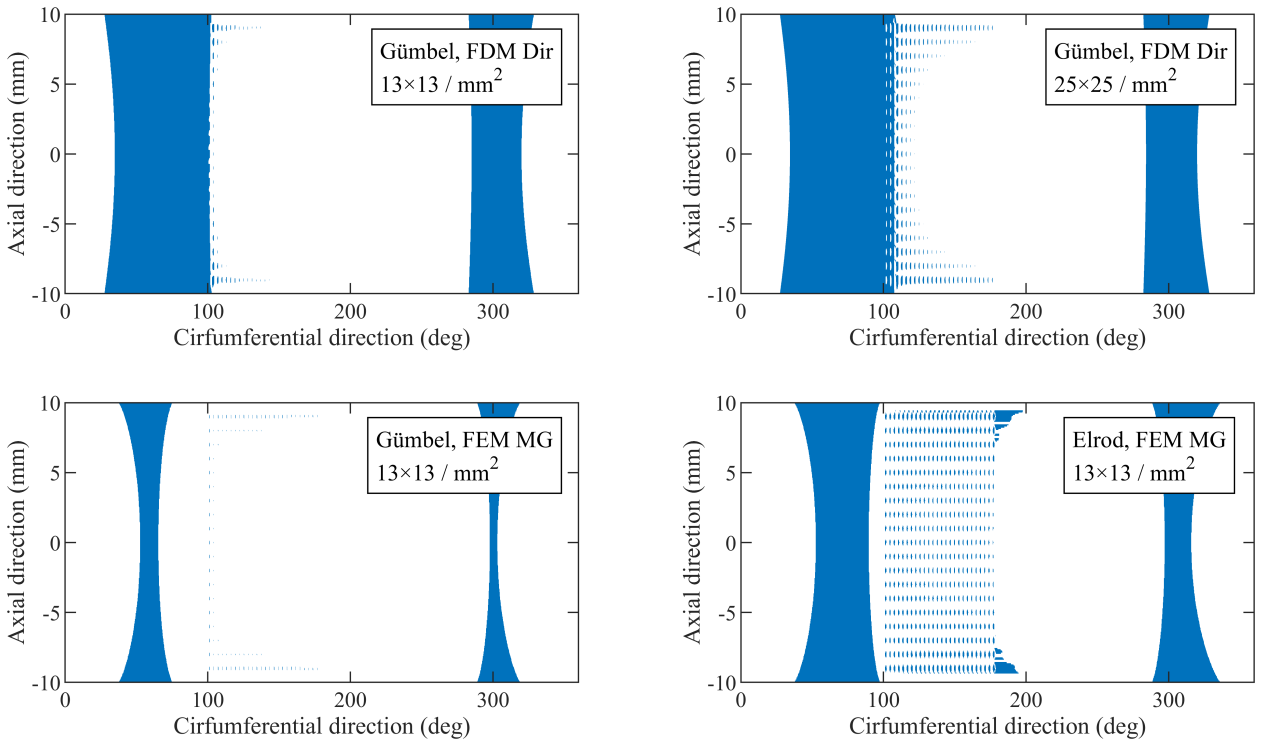 10
5
0
-5
-10
Axial direction (mm)
Gümbel, FDM Dir
13×13 / mm²
0
100
200
300
Cirfumferential direction (deg)
10
5
0
-5
-10
Axial direction (mm)
Gümbel, FDM Dir
25×25 / mm²
0
100
200
300
Cirfumferential direction (deg)
10
5
0
-5
-10
Axial direction (mm)
Gümbel, FEM MG
13×13 / mm²
0
100
200
300
Cirfumferential direction (deg)
10
5
0
-5
-10
Axial direction (mm)
Elrod, FEM MG
13×13 / mm²
0
100
200
300
Cirfumferential direction (deg)